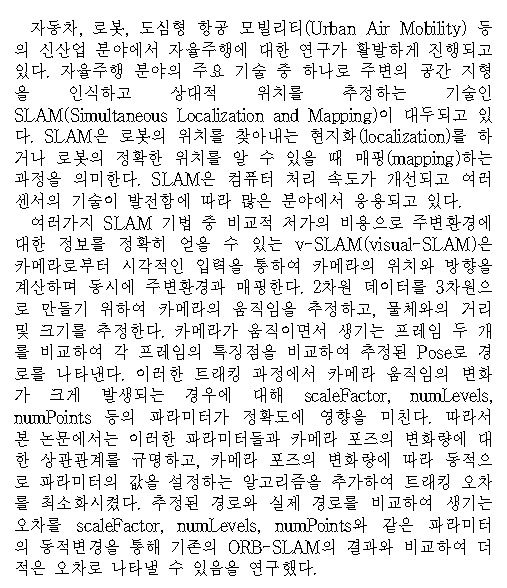 자동차, 로봇, 도심형 항공 모빌리티(Urban Air Mobility) 등
의 신산업 분야에서 자율주행에 대한 연구가 활발하게 진행되고
있다. 자율주행 분야의 주요 기술 중 하나로 주변의 공간 지형
을 인식하고 상대적 위치를 추정하는 기술인
SLAM(Simultaneous Localization and Mapping)이 대두되고 있
다. SLAM은 로봇의 위치를 찾아내는 현지화(localization)를 하
거나 로봇의 정확한 위치를 알 수 있을 때 매핑(mapping)하는
과정을 의미한다. SLAM은 컴퓨터 처리 속도가 개선되고 여러
센서의 기술이 발전함에 따라 많은 분야에서 응용되고 있다.
여러가지 SLAM 기법 중 비교적 저가의 비용으로 주변환경에
대한 정보를 정확히 얻을 수 있는 v-SLAM(visual-SLAM)은
카메라로부터 시각적인 입력을 통하여 카메라의 위치와 방향을
계산하며 동시에 주변환경과 매핑한다. 2차원 데이터를 3차원으
로 만들기 위하여 카메라의 움직임을 추정하고, 물체와의 거리
및 크기를 추정한다. 카메라가 움직이면서 생기는 프레임 두 개
를 비교하여 각 프레임의 특징점을 비교하여 추정된 Pose로 경
로를 나타낸다. 이러한 트래킹 과정에서 카메라 움직임의 변화
가 크게 발생되는 경우에 대해 scaleFactor, numLevels,
numPoints 등의 파라미터가 정확도에 영향을 미친다. 따라서
본 논문에서는 이러한 파라미터들과 카메라 포즈의 변화량에 대
한 상관관계를 규명하고, 카메라 포즈의 변화량에 따라 동적으
로 파라미터의 값을 설정하는 알고리즘을 추가하여 트래킹 오차
를 최소화시켰다. 추정된 경로와 실제 경로를 비교하여 생기는
오차를 scaleFactor, numLevels, numPoints와 같은 파라미터
의 동적변경을 통해 기존의 ORB-SLAM의 결과와 비교하여 더
적은 오차로 나타낼 수 있음을 연구했다.